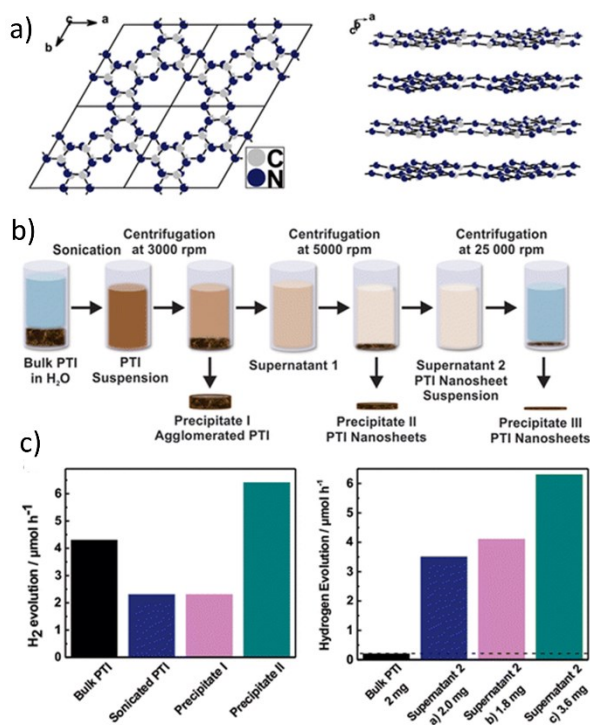 a)
c
a
b
C
N
c
b
a
b)
Sonication
Centrifugation
at 3000 rpm
Centrifugation
at 5000 rpm
Centrifugation
at 25 000 rpm
Bulk PTI
in H₂O
PTI
Suspension
Supernatant 1
Supernatant 2
PTI Nanosheet
Suspension
Precipitate I
Agglomerated PTI
Precipitate II
PTI Nanosheets
Precipitate III
PTI Nanosheets
c)
H₂ evolution / μmol h⁻¹
6
5
4
3
2
1
0
Bulk PTI
Sonicated PTI
Precipitate I
Precipitate II
Hydrogen Evolution / μmol h⁻¹
6
5
4
3
2
1
0
Bulk PTI
2 mg
Supernatant 2
a) 2.0 mg
Supernatant 2
b) 1.8 mg
Supernatant 2
c) 3.6 mg